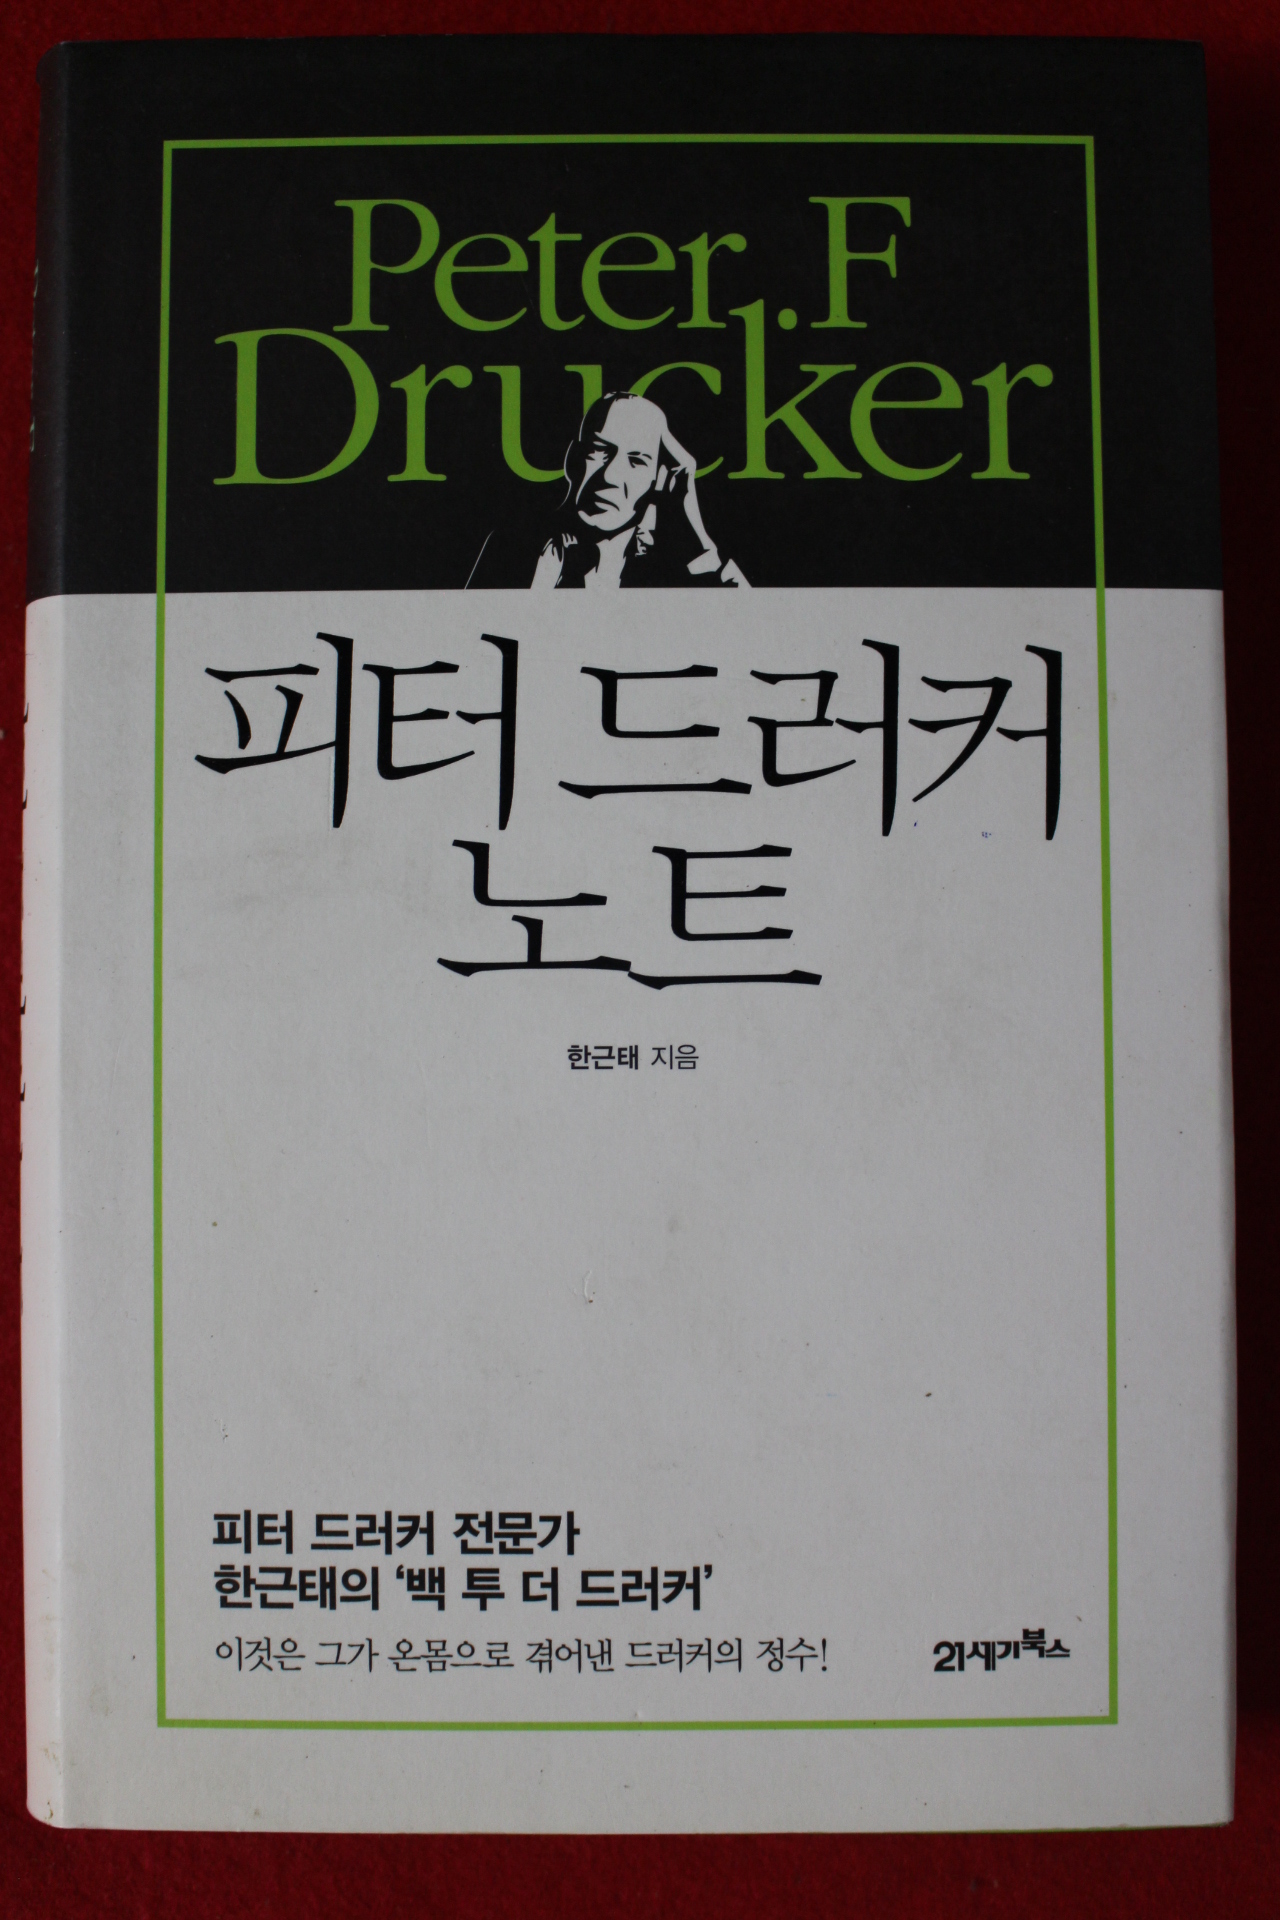 Peter.F
Drucker
피터 드러커
노트
한근태 지음
피터 드러커 전문가
한근태의 ‘백 투 더 드러커’
이것은 그가 온몸으로 겪어낸 드러커의 정수!
21세기북스